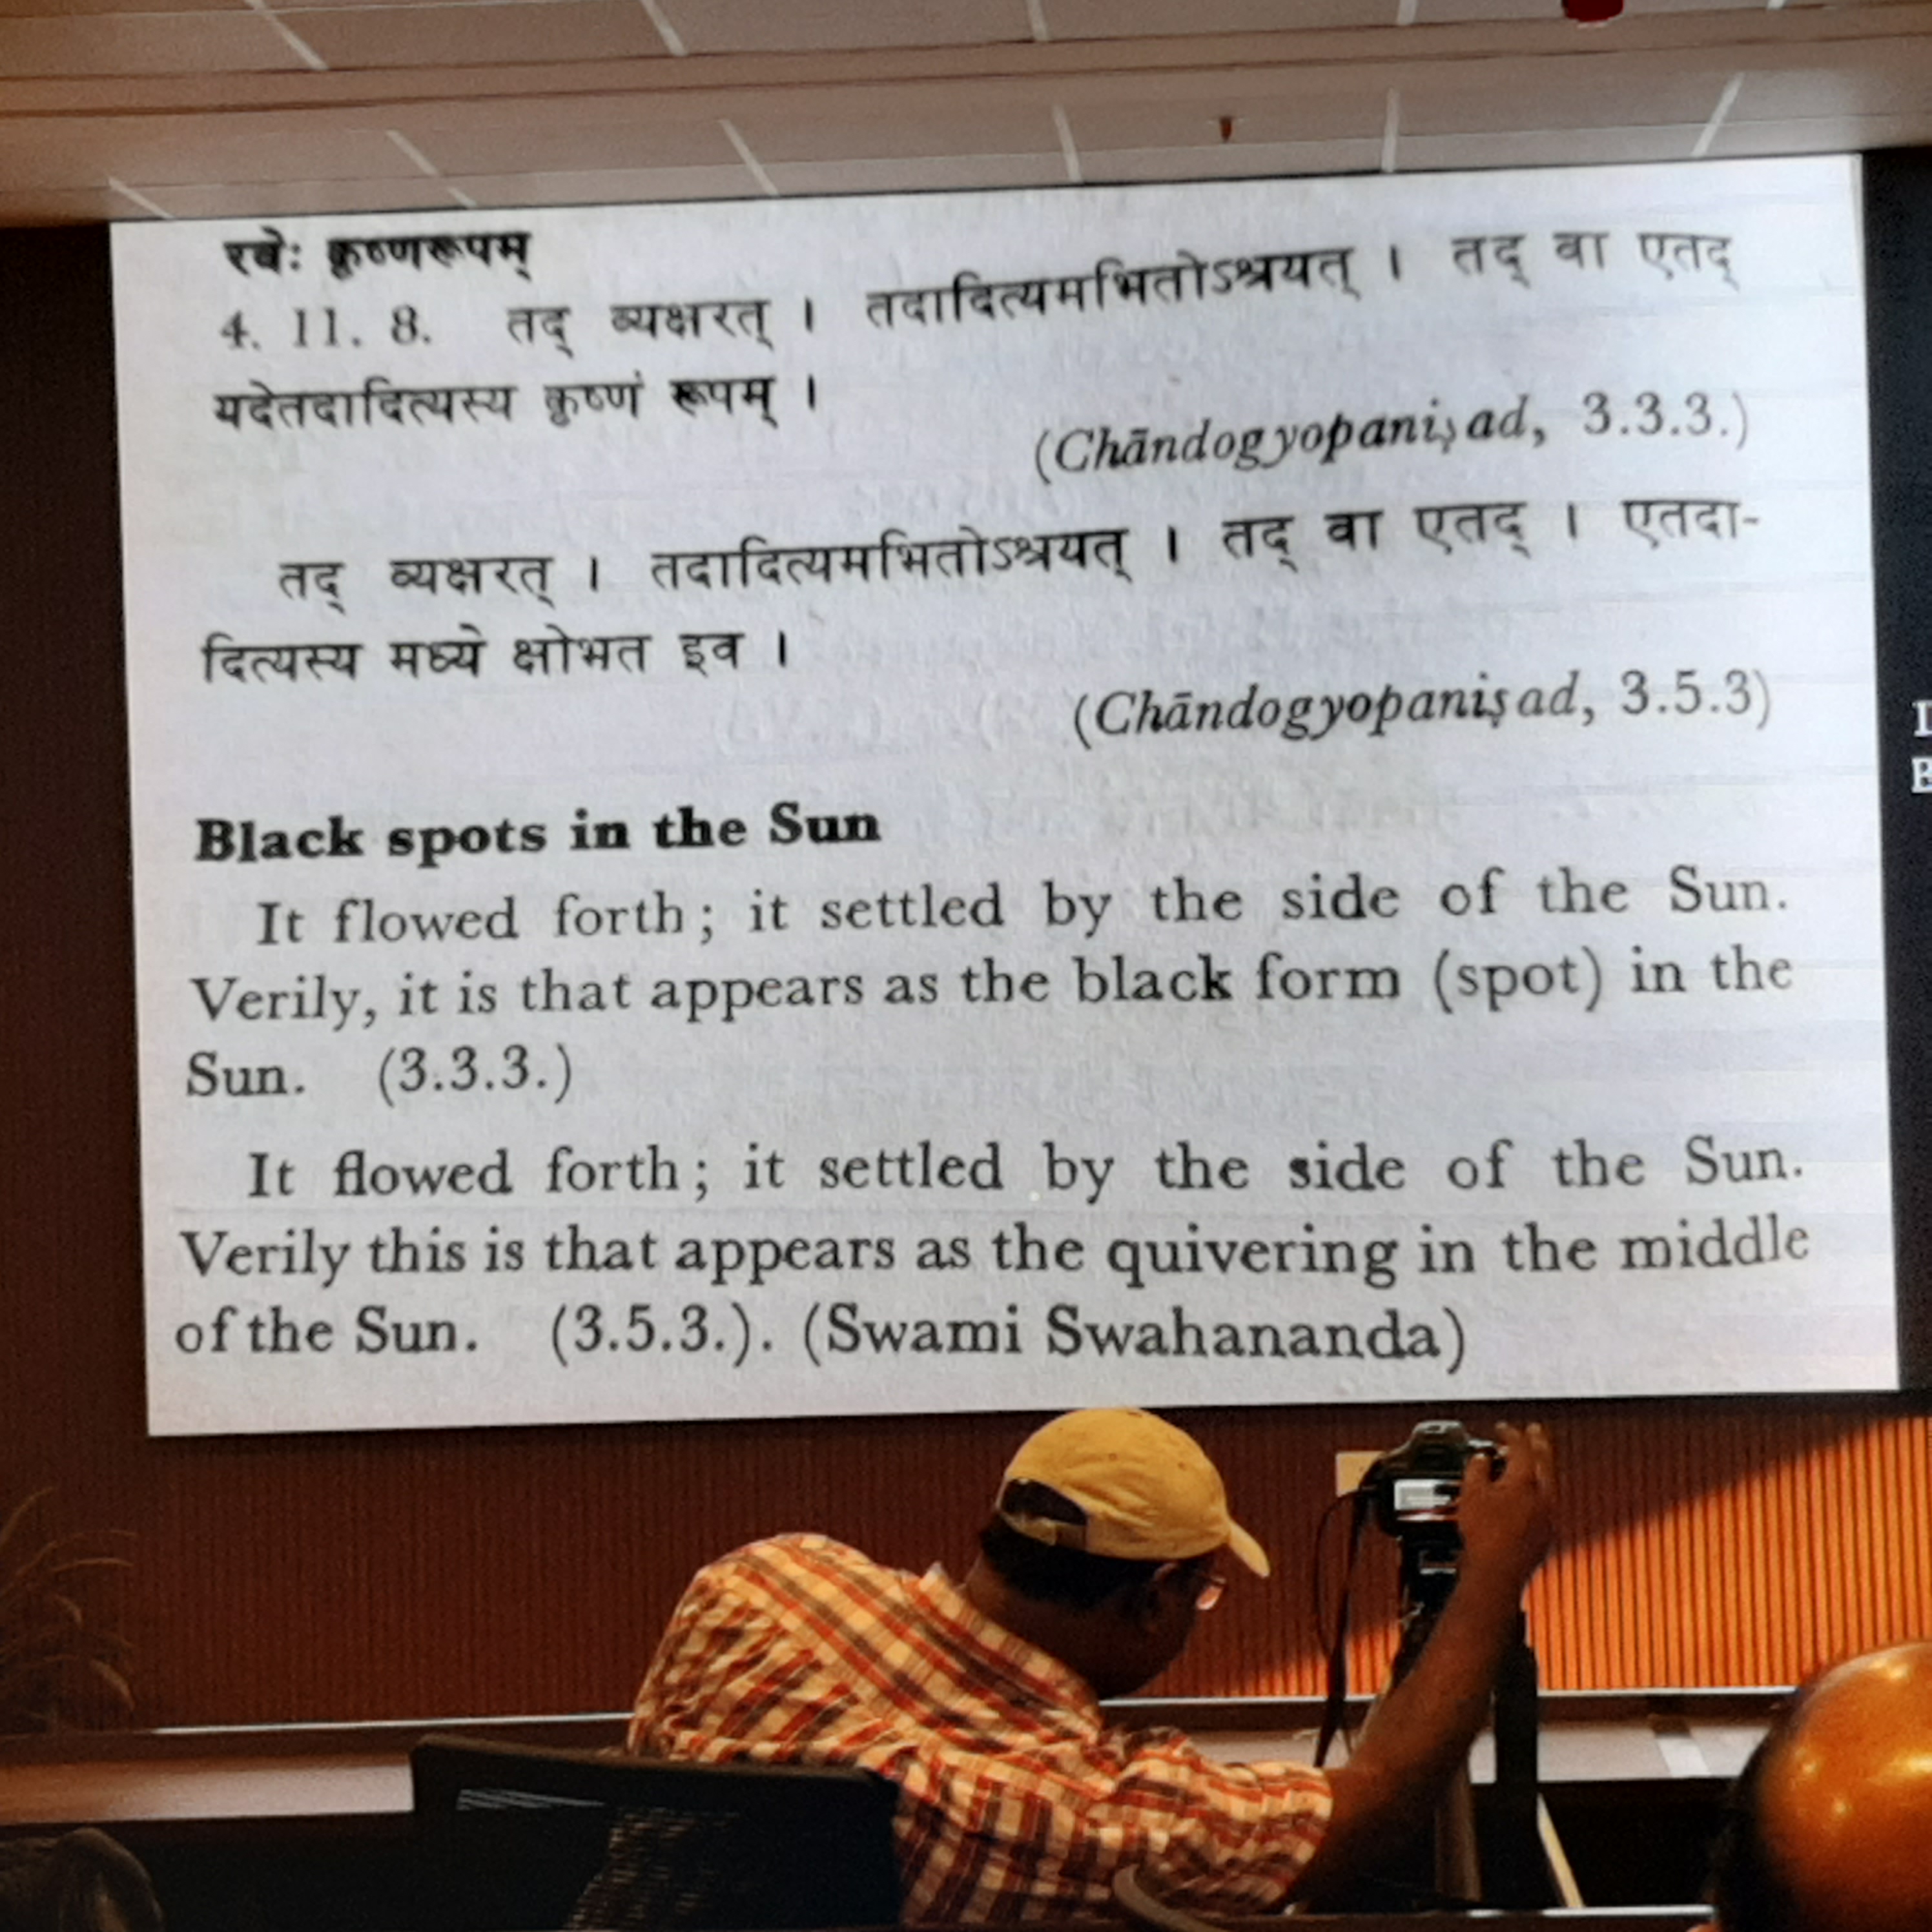 रवेः कृष्णरूपम्
4. 11. 8. तद् व्यक्षरत् । तदादित्यमभितोऽश्रयत् । तद् वा एतद्
यदेतदादित्यस्य कृष्णं रूपम् ।
(Chāndogyopaniṣad, 3.3.3.)
तद् व्यक्षरत् । तदादित्यमभितोऽश्रयत् । तद् वा एतद् । एतदा-
दित्यस्य मध्ये क्षोभत इव ।
(Chāndogyopaniṣad, 3.5.3)
Black spots in the Sun
It flowed forth; it settled by the side of the Sun.
Verily, it is that appears as the black form (spot) in the
Sun. (3.3.3.)
It flowed forth; it settled by the side of the Sun.
Verily this is that appears as the quivering in the middle
of the Sun. (3.5.3.). (Swami Swahananda)